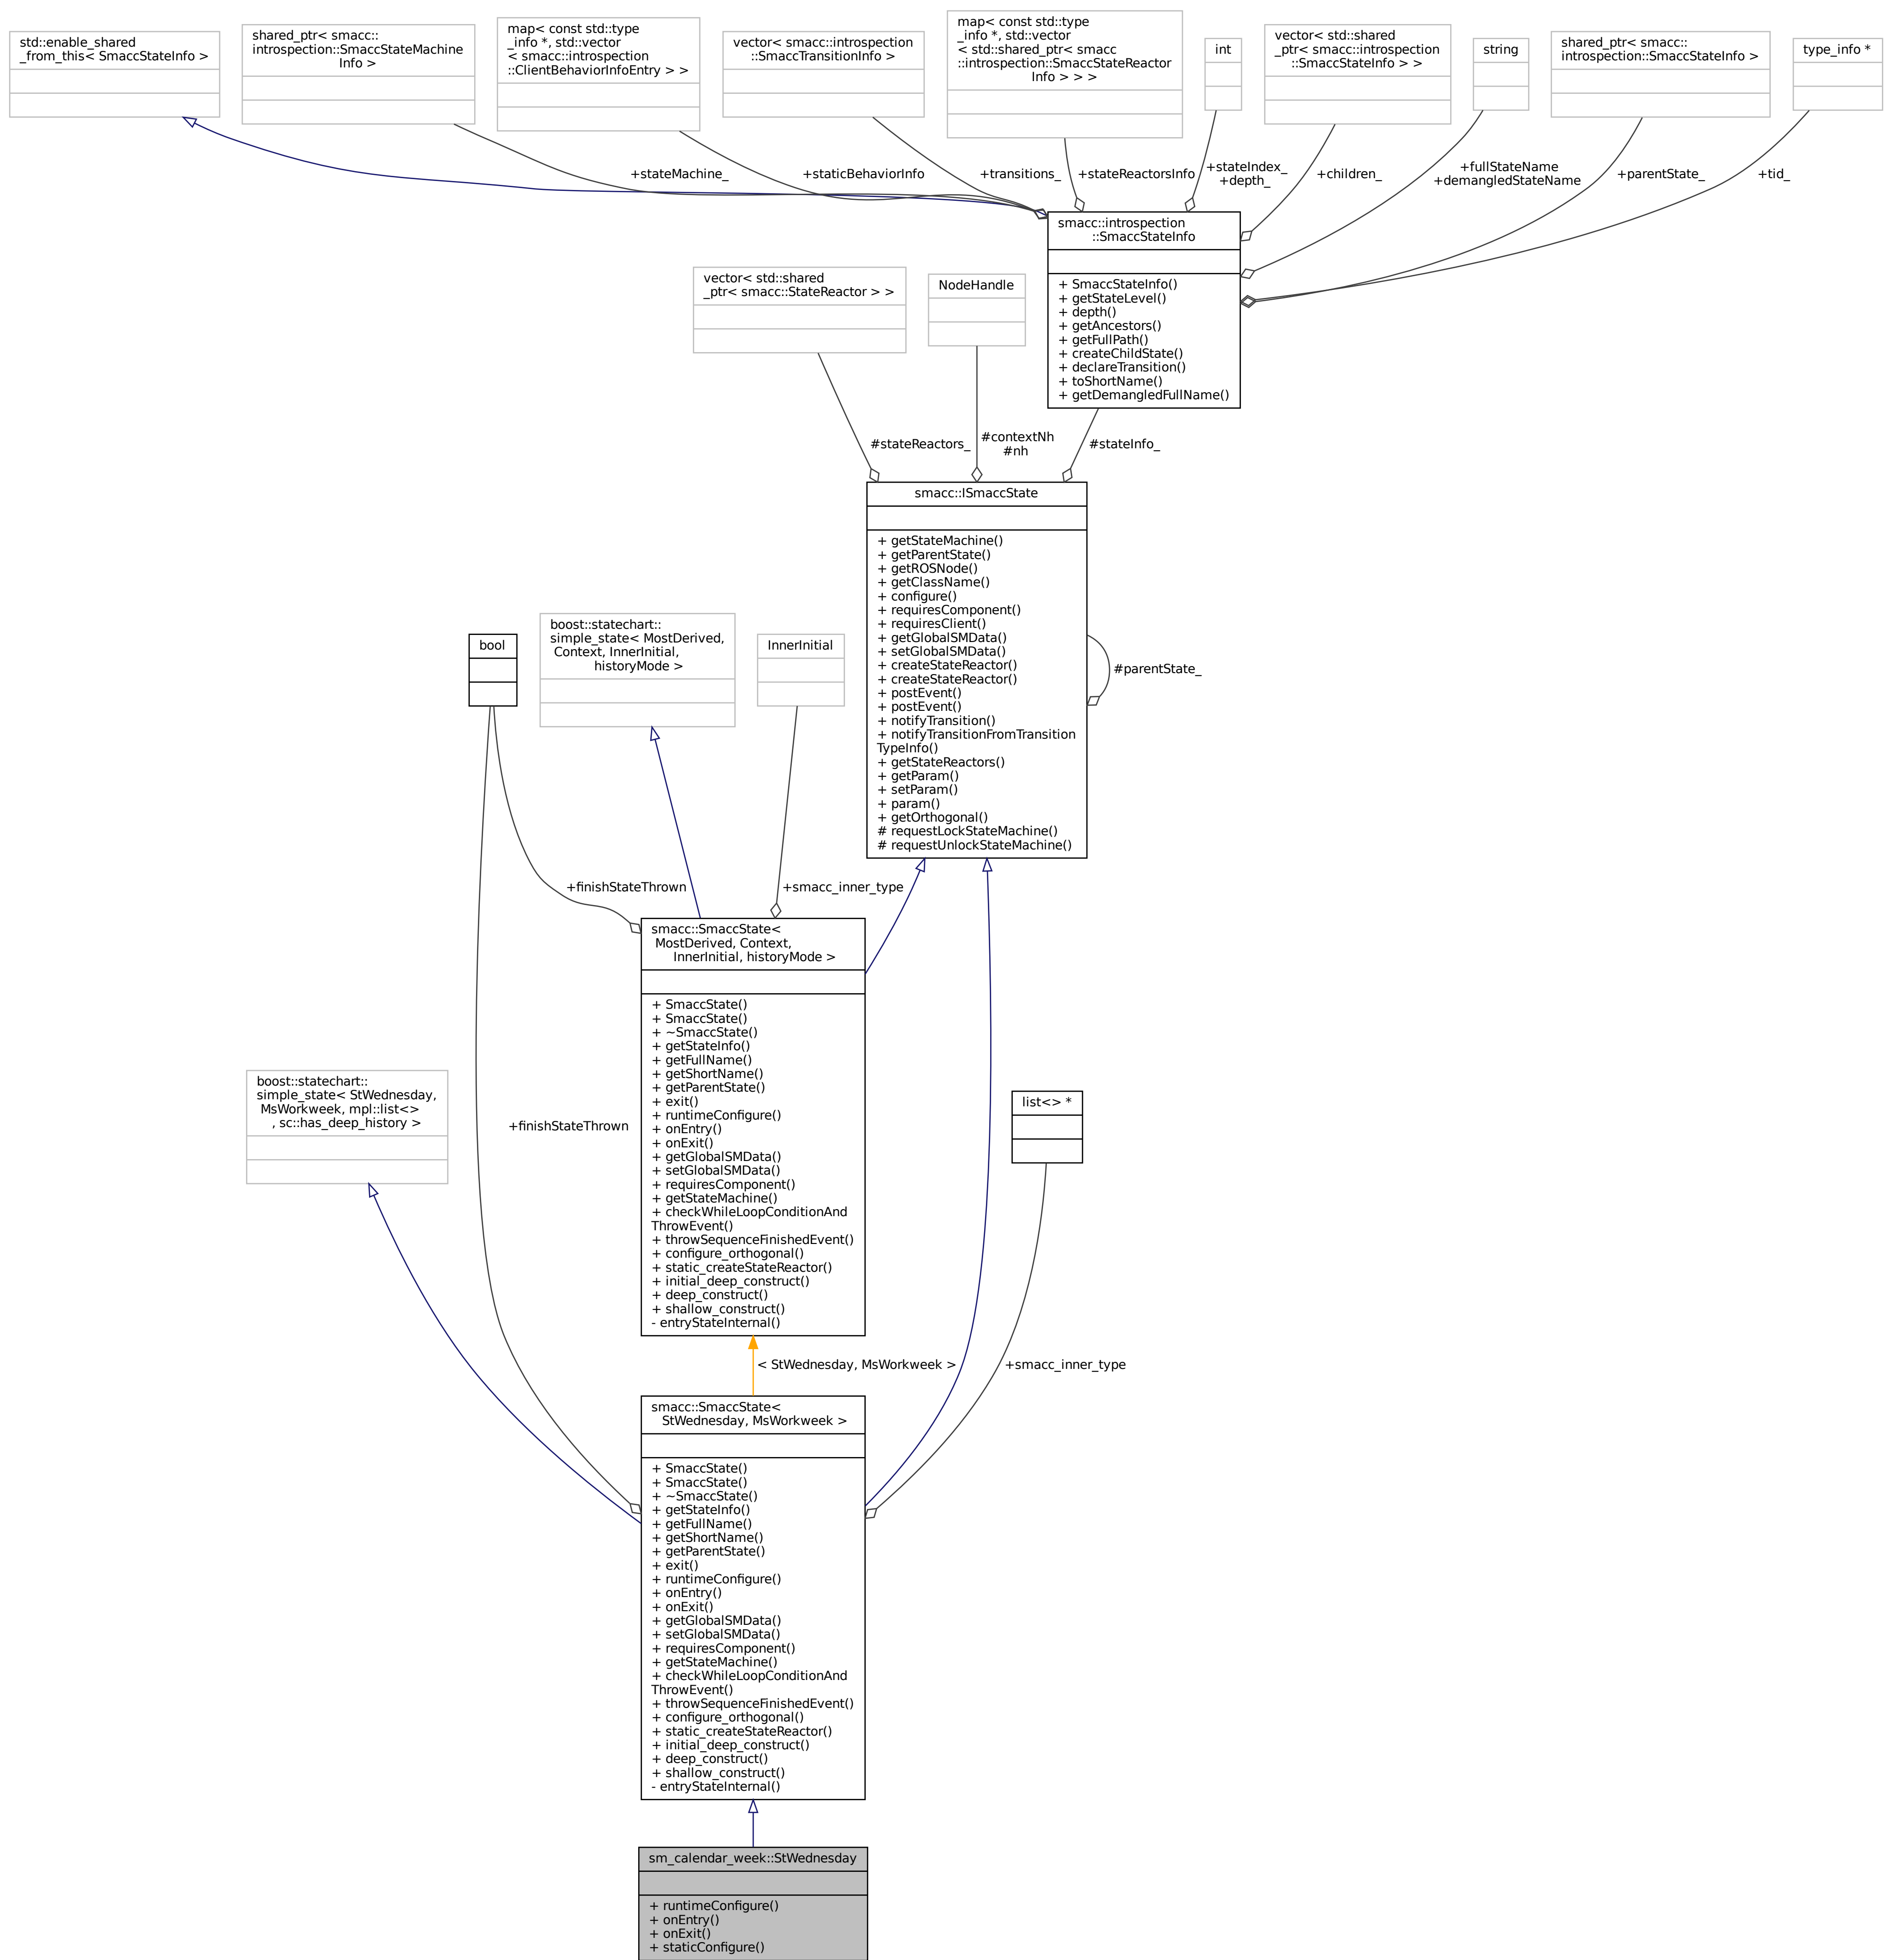 std::enable_shared
_from_this< SmaccStateInfo >
shared_ptr< smacc::
introspection::SmaccStateMachine
Info >
map< const std::type
_info *, std::vector
< smacc::introspection
::ClientBehaviorInfoEntry > >
vector< smacc::introspection
::SmaccTransitionInfo >
map< const std::type
_info *, std::vector
< std::shared_ptr< smacc
::introspection::SmaccStateReactor
Info > > >
int
vector< std::shared
_ptr< smacc::introspection
::SmaccStateInfo > >
string
shared_ptr< smacc::
introspection::SmaccStateInfo >
type_info *
+stateMachine_
+staticBehaviorInfo
+transitions_
+stateReactorsInfo
+stateIndex_
+depth_
+children_
+fullStateName
+demangledStateName
+parentState_
+tid_
smacc::introspection
::SmaccStateInfo
+ SmaccStateInfo()
+ getStateLevel()
+ depth()
+ getAncestors()
+ getFullPath()
+ createChildState()
+ declareTransition()
+ toShortName()
+ getDemangledFullName()
vector< std::shared
_ptr< smacc::StateReactor > >
NodeHandle
#stateReactors_
#contextNh
#nh
#stateInfo_
smacc::ISmaccState
+ getStateMachine()
+ getParentState()
+ getROSNode()
+ getClassName()
+ configure()
+ requiresComponent()
+ requiresClient()
+ getGlobalSMData()
+ setGlobalSMData()
+ createStateReactor()
+ createStateReactor()
+ postEvent()
+ postEvent()
+ notifyTransition()
+ notifyTransitionFromTransition
TypeInfo()
+ getStateReactors()
+ getParam()
+ setParam()
+ param()
+ getOrthogonal()
# requestLockStateMachine()
# requestUnlockStateMachine()
#parentState_
bool
boost::statechart::
simple_state< MostDerived,
Context, InnerInitial,
historyMode >
InnerInitial
+finishStateThrown
+smacc_inner_type
smacc::SmaccState<
MostDerived, Context,
InnerInitial, historyMode >
+ SmaccState()
+ SmaccState()
+ ~SmaccState()
+ getStateInfo()
+ getFullName()
+ getShortName()
+ getParentState()
+ exit()
+ runtimeConfigure()
+ onEntry()
+ onExit()
+ getGlobalSMData()
+ setGlobalSMData()
+ requiresComponent()
+ getStateMachine()
+ checkWhileLoopConditionAnd
ThrowEvent()
+ throwSequenceFinishedEvent()
+ configure_orthogonal()
+ static_createStateReactor()
+ initial_deep_construct()
+ deep_construct()
+ shallow_construct()
- entryStateInternal()
boost::statechart::
simple_state< StWednesday,
MsWorkweek, mpl::list<>
, sc::has_deep_history >
+finishStateThrown
list<> *
< StWednesday, MsWorkweek >
+smacc_inner_type
smacc::SmaccState<
StWednesday, MsWorkweek >
+ SmaccState()
+ SmaccState()
+ ~SmaccState()
+ getStateInfo()
+ getFullName()
+ getShortName()
+ getParentState()
+ exit()
+ runtimeConfigure()
+ onEntry()
+ onExit()
+ getGlobalSMData()
+ setGlobalSMData()
+ requiresComponent()
+ getStateMachine()
+ checkWhileLoopConditionAnd
ThrowEvent()
+ throwSequenceFinishedEvent()
+ configure_orthogonal()
+ static_createStateReactor()
+ initial_deep_construct()
+ deep_construct()
+ shallow_construct()
- entryStateInternal()
sm_calendar_week::StWednesday
+ runtimeConfigure()
+ onEntry()
+ onExit()
+ staticConfigure()